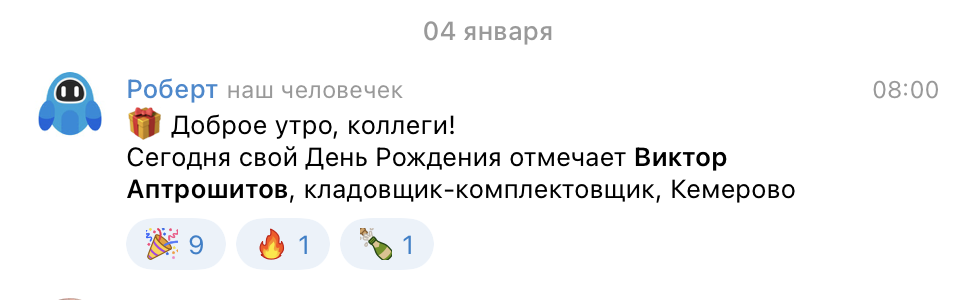 04 января
Роберт наш человечек 08:00
🎁 Доброе утро, коллеги!
Сегодня свой День Рождения отмечает Виктор
Аптрошитов, кладовщик-комплектовщик, Кемерово
🎉 9 🔥 1 🍾 1